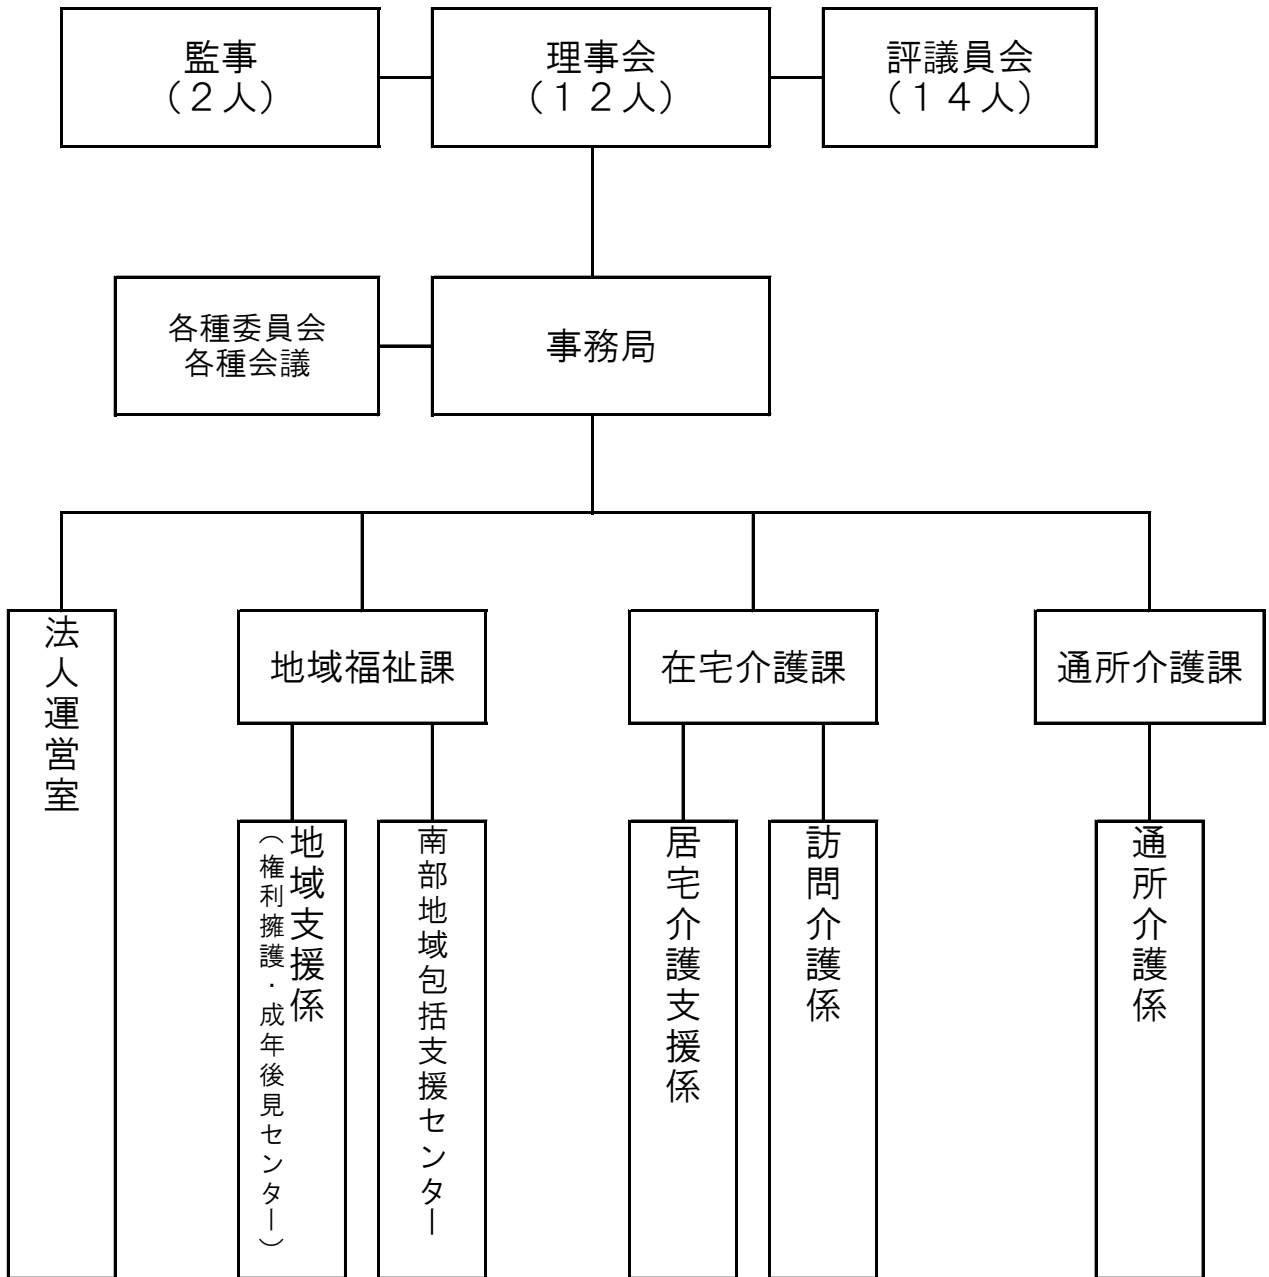 監事
（２人）
理事会
（１２人）
評議員会
（１４人）
各種委員会
各種会議
事務局
法人運営室
地域福祉課
在宅介護課
通所介護課
地域支援係
（権利擁護・成年後見センター）
南部地域包括支援センター
居宅介護支援係
訪問介護係
通所介護係